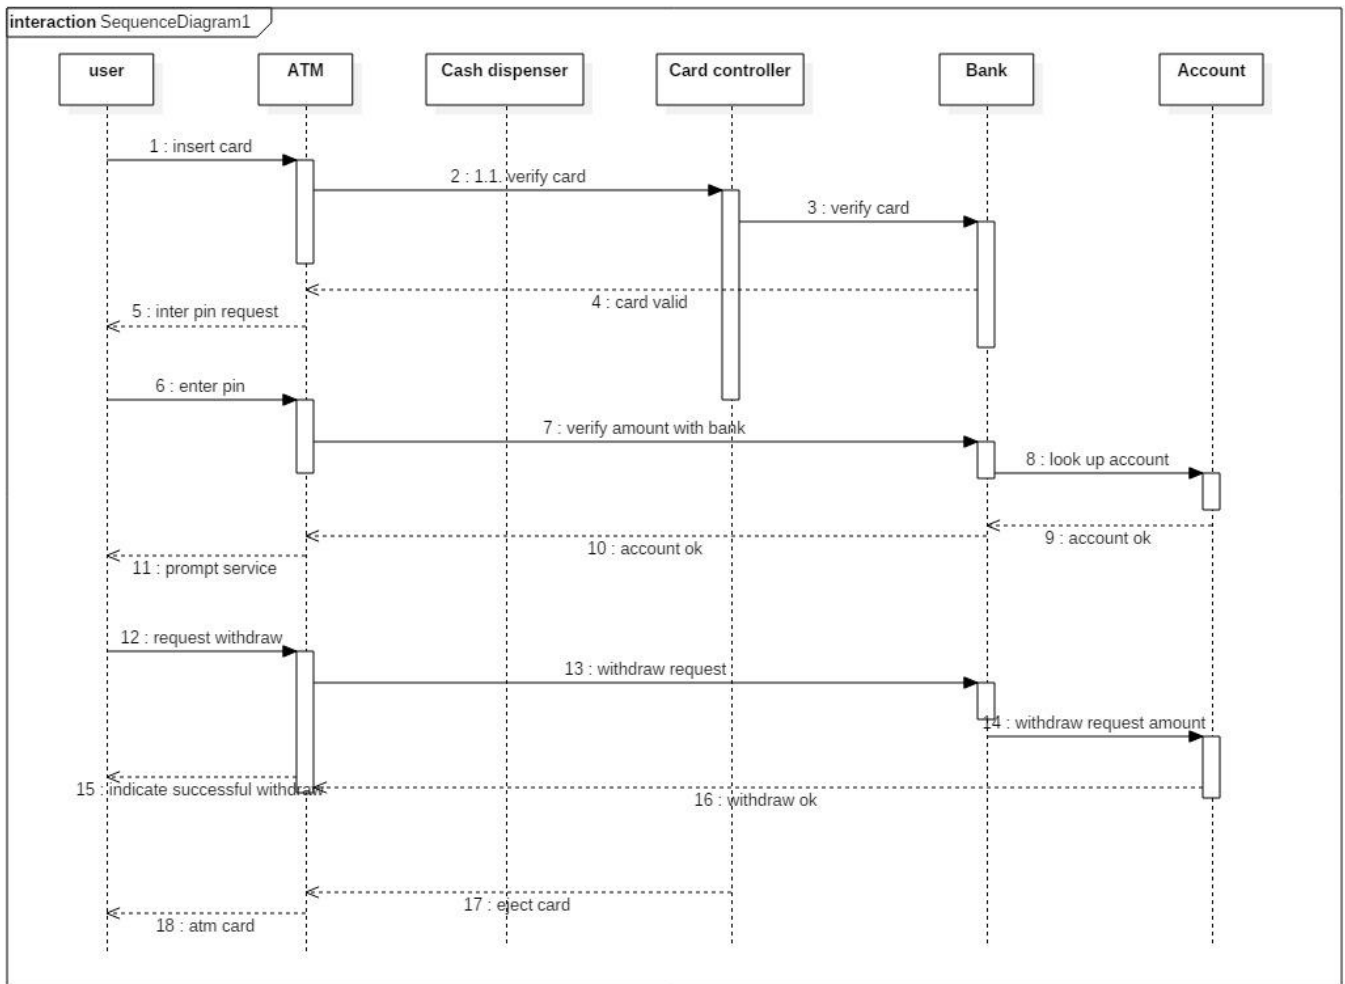 interaction SequenceDiagram1
user
ATM
Cash dispenser
Card controller
Bank
Account
1 : insert card
2 : 1.1. verify card
3 : verify card
4 : card valid
5 : inter pin request
6 : enter pin
7 : verify amount with bank
8 : look up account
9 : account ok
10 : account ok
11 : prompt service
12 : request withdraw
13 : withdraw request
14 : withdraw request amount
15 : indicate successful withdraw
16 : withdraw ok
17 : eject card
18 : atm card